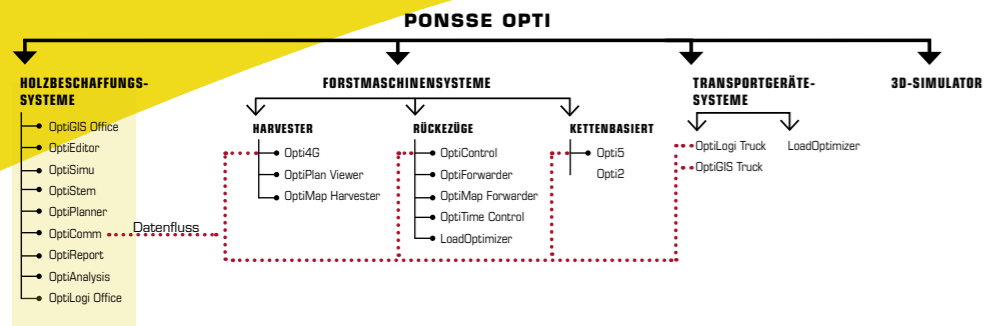 PONSSE OPTI
HOLZBESCHAFFUNGS-
SYSTEME
OptiGIS Office
OptiEditor
OptiSimu
OptiStem
OptiPlanner
OptiComm
OptiReport
OptiAnalysis
OptiLogi Office
Datenfluss
FORSTMASCHINENSYSTEME
HARVESTER
Opti4G
OptiPlan Viewer
OptiMap Harvester
RÜCKEZÜGE
OptiControl
OptiForwarder
OptiMap Forwarder
OptiTime Control
LoadOptimizer
KETTENBASIERT
Opti5
Opti2
TRANSPORTGERÄTE-
SYSTEME
OptiLogi Truck
OptiGIS Truck
LoadOptimizer
3D-SIMULATOR